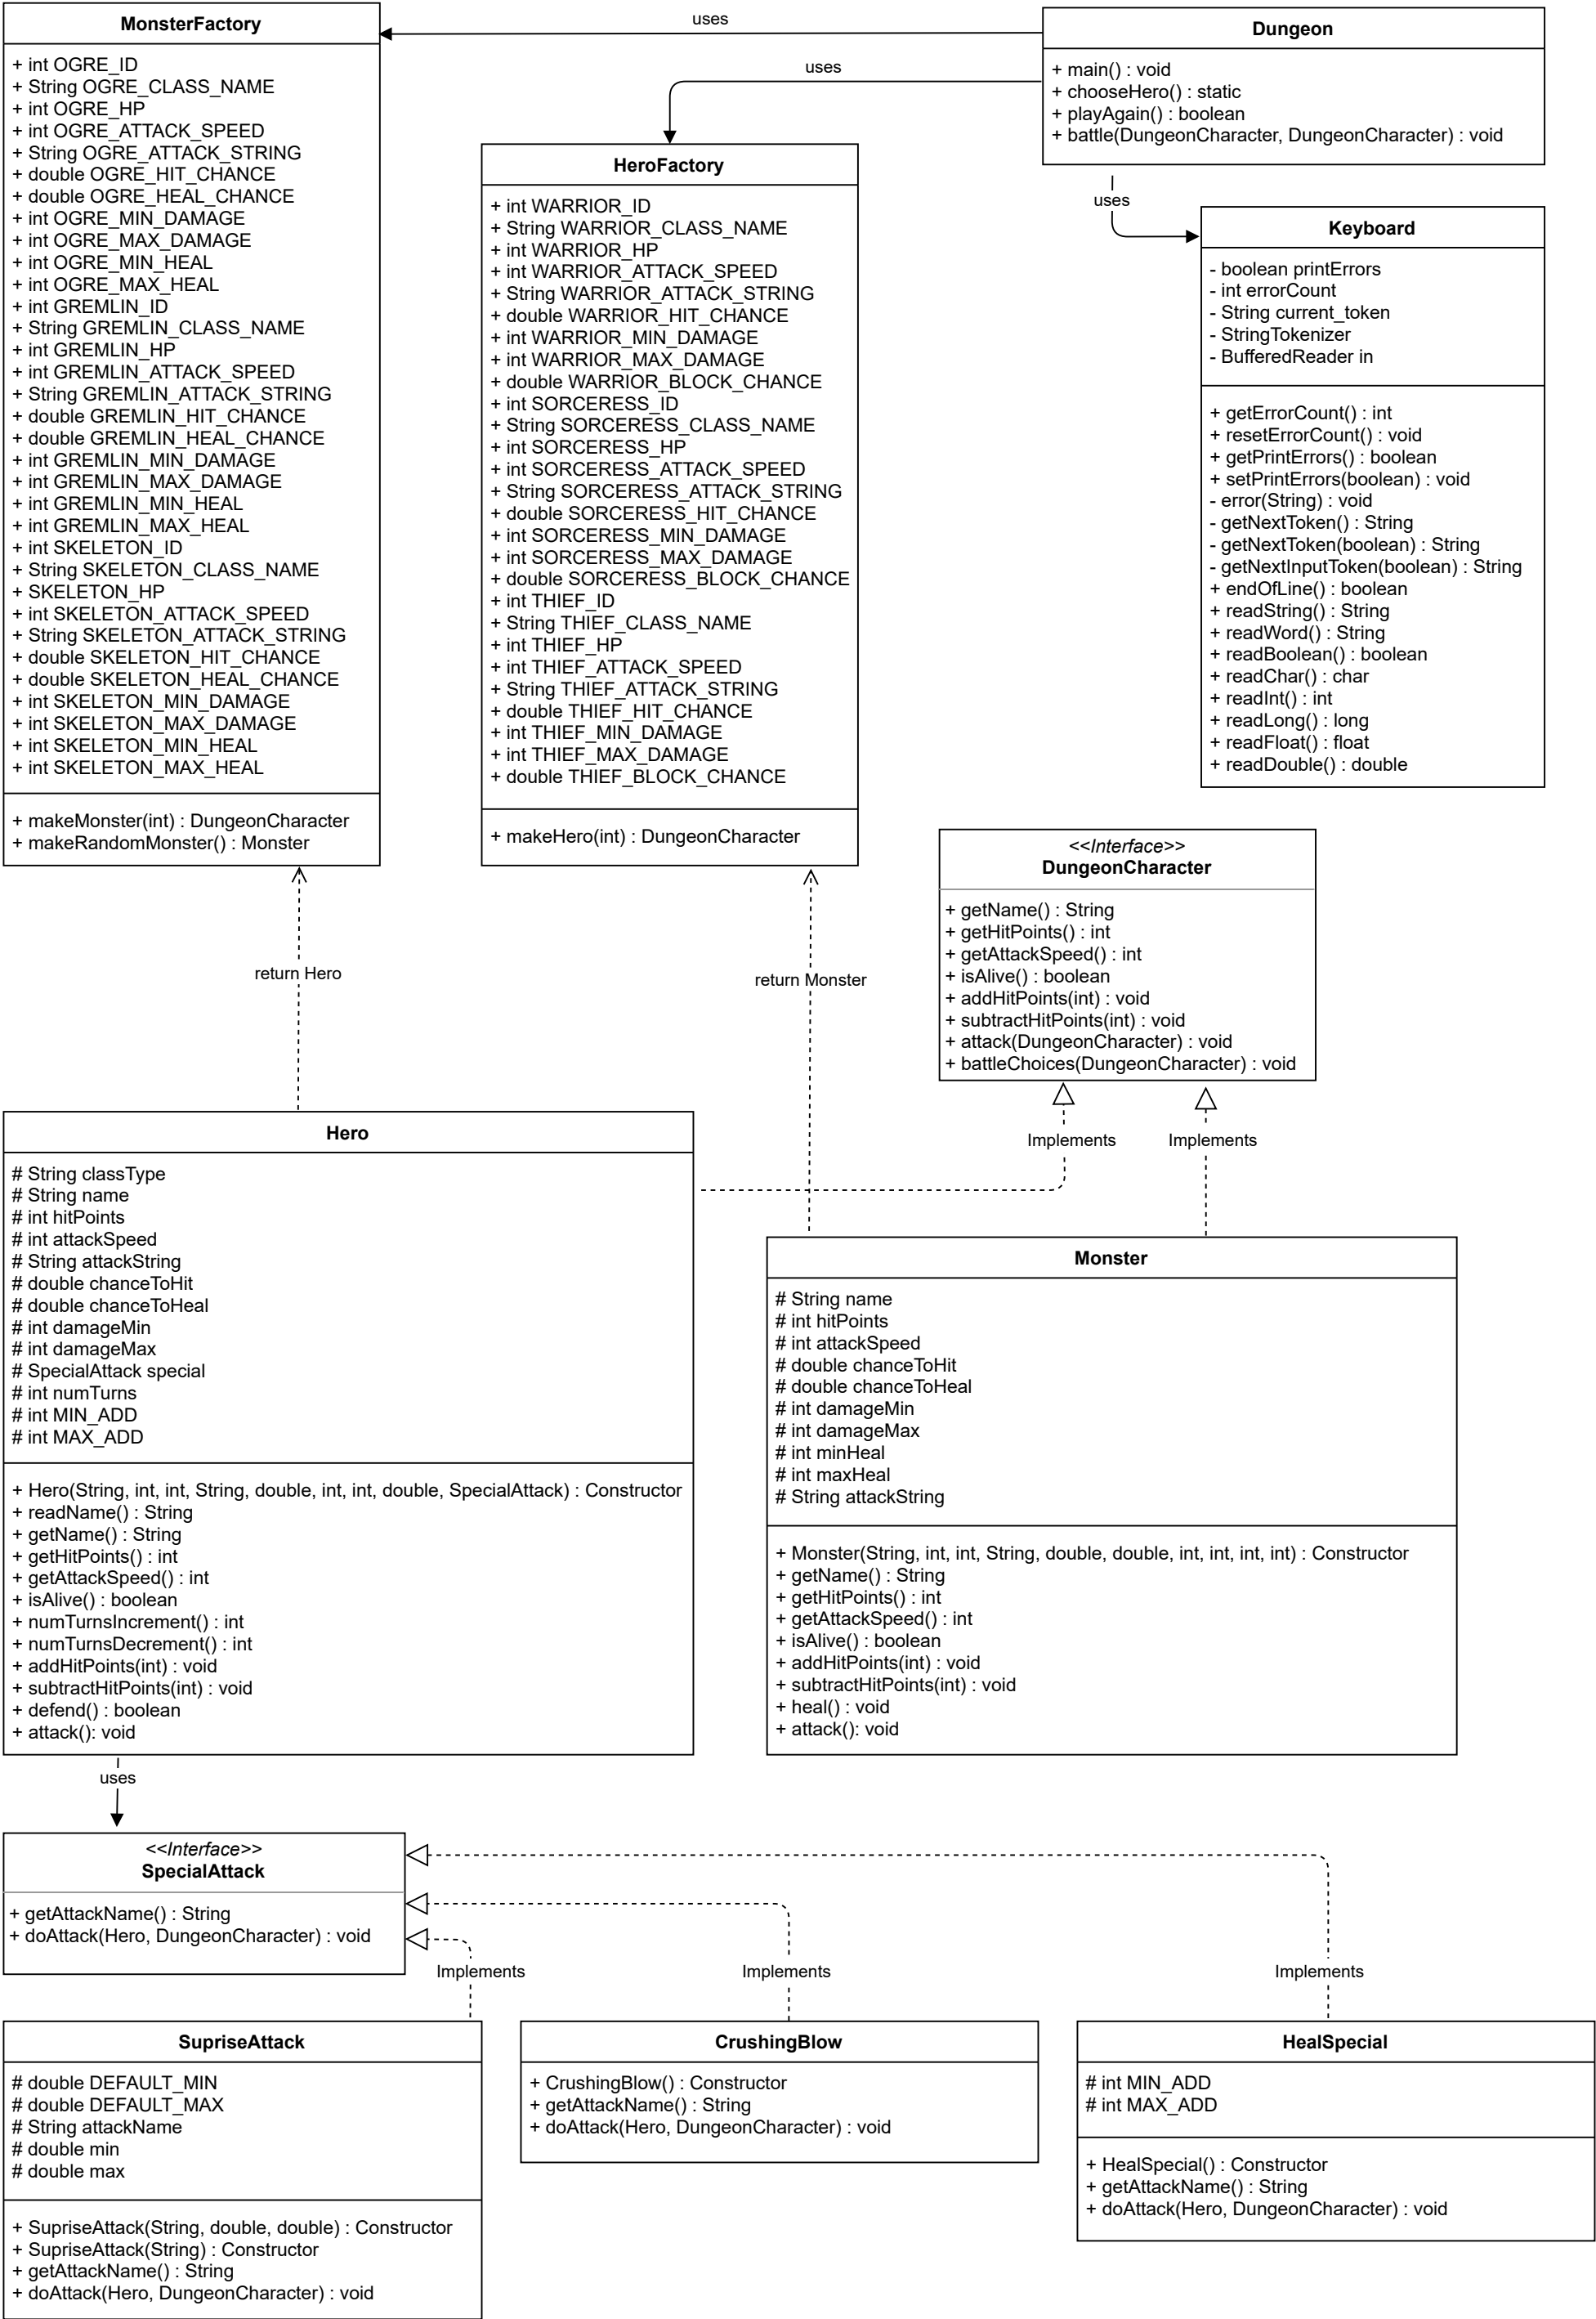 MonsterFactory
+ int OGRE_ID
+ String OGRE_CLASS_NAME
+ int OGRE_HP
+ int OGRE_ATTACK_SPEED
+ String OGRE_ATTACK_STRING
+ double OGRE_HIT_CHANCE
+ double OGRE_HEAL_CHANCE
+ int OGRE_MIN_DAMAGE
+ int OGRE_MAX_DAMAGE
+ int OGRE_MIN_HEAL
+ int OGRE_MAX_HEAL
+ int GREMLIN_ID
+ String GREMLIN_CLASS_NAME
+ int GREMLIN_HP
+ int GREMLIN_ATTACK_SPEED
+ String GREMLIN_ATTACK_STRING
+ double GREMLIN_HIT_CHANCE
+ double GREMLIN_HEAL_CHANCE
+ int GREMLIN_MIN_DAMAGE
+ int GREMLIN_MAX_DAMAGE
+ int GREMLIN_MIN_HEAL
+ int GREMLIN_MAX_HEAL
+ int SKELETON_ID
+ String SKELETON_CLASS_NAME
+ SKELETON_HP
+ int SKELETON_ATTACK_SPEED
+ String SKELETON_ATTACK_STRING
+ double SKELETON_HIT_CHANCE
+ double SKELETON_HEAL_CHANCE
+ int SKELETON_MIN_DAMAGE
+ int SKELETON_MAX_DAMAGE
+ int SKELETON_MIN_HEAL
+ int SKELETON_MAX_HEAL
+ makeMonster(int) : DungeonCharacter
+ makeRandomMonster() : Monster
uses
uses
Dungeon
+ main() : void
+ chooseHero() : static
+ playAgain() : boolean
+ battle(DungeonCharacter, DungeonCharacter) : void
uses
HeroFactory
+ int WARRIOR_ID
+ String WARRIOR_CLASS_NAME
+ int WARRIOR_HP
+ int WARRIOR_ATTACK_SPEED
+ String WARRIOR_ATTACK_STRING
+ double WARRIOR_HIT_CHANCE
+ int WARRIOR_MIN_DAMAGE
+ int WARRIOR_MAX_DAMAGE
+ double WARRIOR_BLOCK_CHANCE
+ int SORCERESS_ID
+ String SORCERESS_CLASS_NAME
+ int SORCERESS_HP
+ int SORCERESS_ATTACK_SPEED
+ String SORCERESS_ATTACK_STRING
+ double SORCERESS_HIT_CHANCE
+ int SORCERESS_MIN_DAMAGE
+ int SORCERESS_MAX_DAMAGE
+ double SORCERESS_BLOCK_CHANCE
+ int THIEF_ID
+ String THIEF_CLASS_NAME
+ int THIEF_HP
+ int THIEF_ATTACK_SPEED
+ String THIEF_ATTACK_STRING
+ double THIEF_HIT_CHANCE
+ int THIEF_MIN_DAMAGE
+ int THIEF_MAX_DAMAGE
+ double THIEF_BLOCK_CHANCE
+ makeHero(int) : DungeonCharacter
Keyboard
- boolean printErrors
- int errorCount
- String current_token
- StringTokenizer
- BufferedReader in
+ getErrorCount() : int
+ resetErrorCount() : void
+ getPrintErrors() : boolean
+ setPrintErrors(boolean) : void
- error(String) : void
- getNextToken() : String
- getNextToken(boolean) : String
- getNextInputToken(boolean) : String
+ endOfLine() : boolean
+ readString() : String
+ readWord() : String
+ readBoolean() : boolean
+ readChar() : char
+ readInt() : int
+ readLong() : long
+ readFloat() : float
+ readDouble() : double
<<Interface>>
DungeonCharacter
+ getName() : String
+ getHitPoints() : int
+ getAttackSpeed() : int
+ isAlive() : boolean
+ addHitPoints(int) : void
+ subtractHitPoints(int) : void
+ attack(DungeonCharacter) : void
+ battleChoices(DungeonCharacter) : void
return Hero
return Monster
Implements
Implements
Hero
# String classType
# String name
# int hitPoints
# int attackSpeed
# String attackString
# double chanceToHit
# double chanceToHeal
# int damageMin
# int damageMax
# SpecialAttack special
# int numTurns
# int MIN_ADD
# int MAX_ADD
+ Hero(String, int, int, String, double, int, int, double, SpecialAttack) : Constructor
+ readName() : String
+ getName() : String
+ getHitPoints() : int
+ getAttackSpeed() : int
+ isAlive() : boolean
+ numTurnsIncrement() : int
+ numTurnsDecrement() : int
+ addHitPoints(int) : void
+ subtractHitPoints(int) : void
+ defend() : boolean
+ attack(): void
Monster
# String name
# int hitPoints
# int attackSpeed
# double chanceToHit
# double chanceToHeal
# int damageMin
# int damageMax
# int minHeal
# int maxHeal
# String attackString
+ Monster(String, int, int, String, double, double, int, int, int, int) : Constructor
+ getName() : String
+ getHitPoints() : int
+ getAttackSpeed() : int
+ isAlive() : boolean
+ addHitPoints(int) : void
+ subtractHitPoints(int) : void
+ heal() : void
+ attack(): void
uses
<<Interface>>
SpecialAttack
+ getAttackName() : String
+ doAttack(Hero, DungeonCharacter) : void
Implements
Implements
Implements
SupriseAttack
# double DEFAULT_MIN
# double DEFAULT_MAX
# String attackName
# double min
# double max
+ SupriseAttack(String, double, double) : Constructor
+ SupriseAttack(String) : Constructor
+ getAttackName() : String
+ doAttack(Hero, DungeonCharacter) : void
CrushingBlow
+ CrushingBlow() : Constructor
+ getAttackName() : String
+ doAttack(Hero, DungeonCharacter) : void
HealSpecial
# int MIN_ADD
# int MAX_ADD
+ HealSpecial() : Constructor
+ getAttackName() : String
+ doAttack(Hero, DungeonCharacter) : void